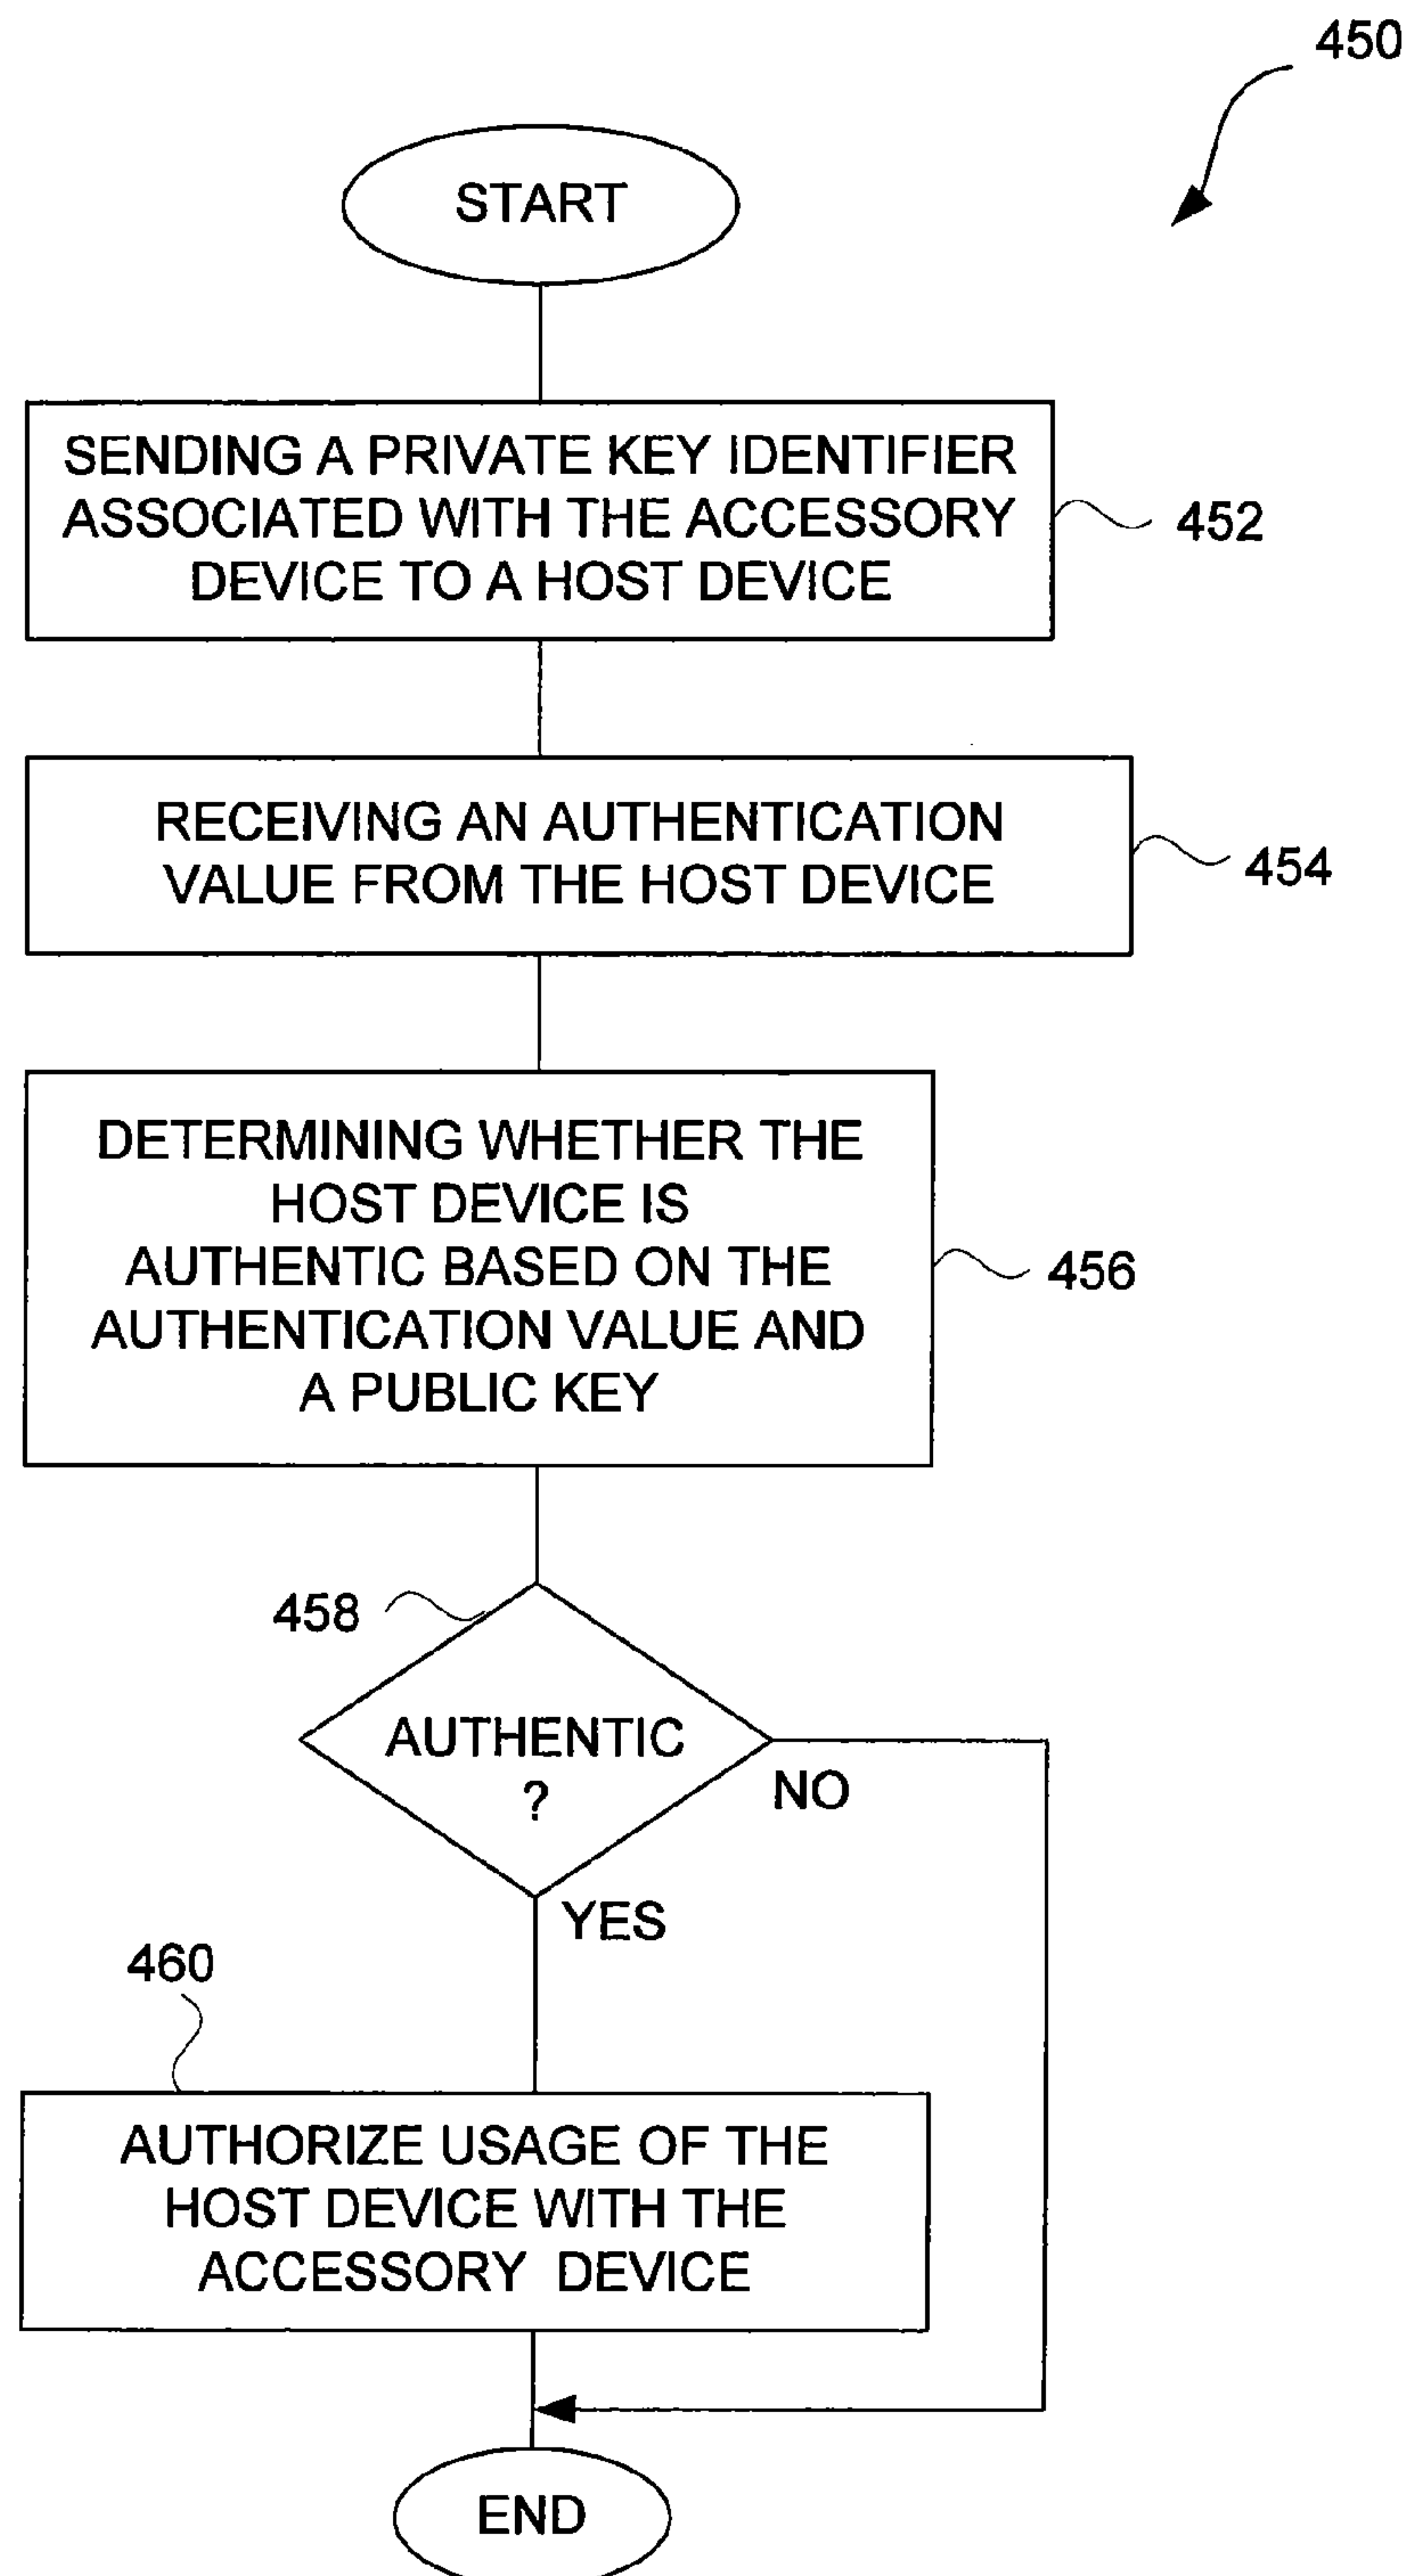 450
START
SENDING A PRIVATE KEY IDENTIFIER
ASSOCIATED WITH THE ACCESSORY
DEVICE TO A HOST DEVICE
452
RECEIVING AN AUTHENTICATION
VALUE FROM THE HOST DEVICE
454
DETERMINING WHETHER THE
HOST DEVICE IS
AUTHENTIC BASED ON THE
AUTHENTICATION VALUE AND
A PUBLIC KEY
456
458
AUTHENTIC
?
NO
YES
460
AUTHORIZE USAGE OF THE
HOST DEVICE WITH THE
ACCESSORY DEVICE
END